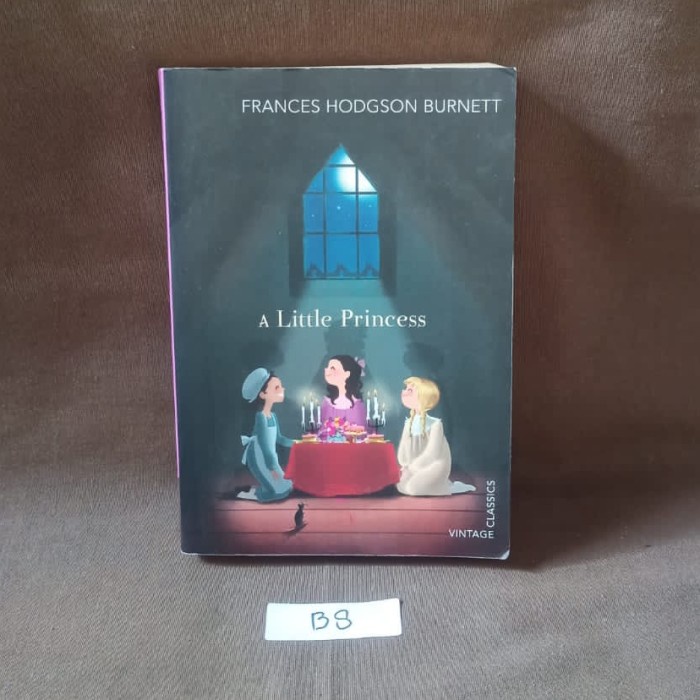 FRANCES HODGSON BURNETT
A Little Princess
VINTAGE CLASSICS
B8